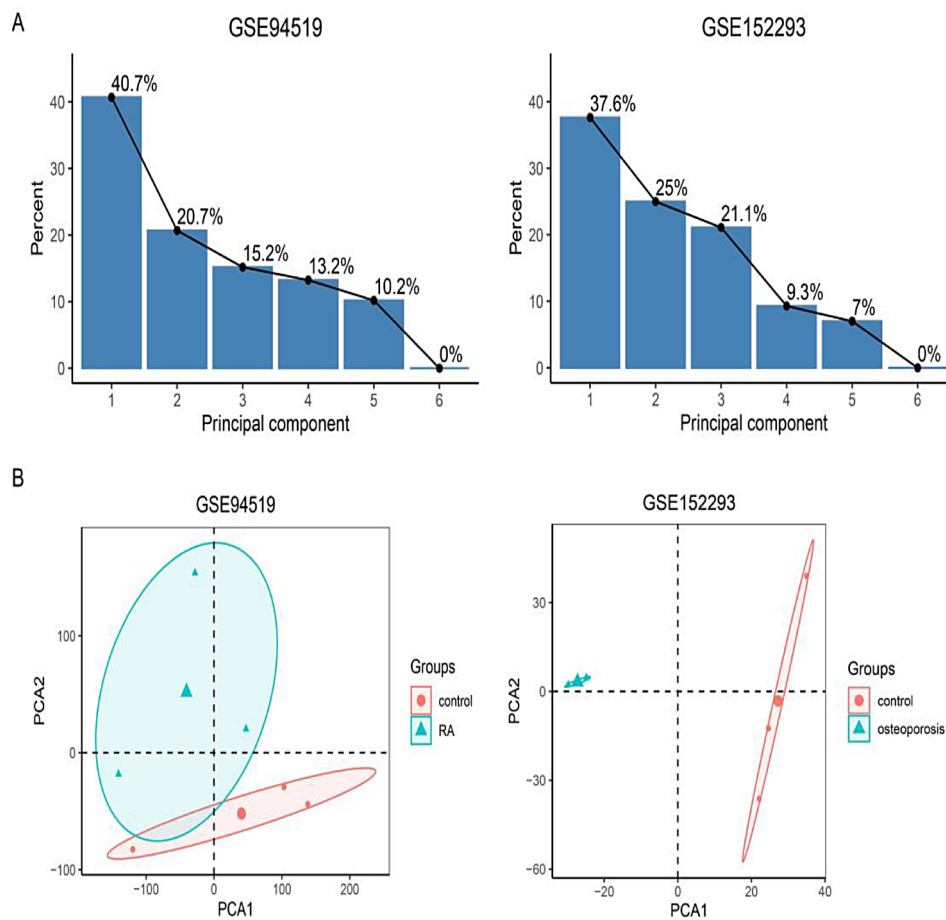 A
GSE94519
GSE152293
Percent
40
30
20
10
0
40.7%
20.7%
15.2%
13.2%
10.2%
0%
1 2 3 4 5 6
Principal component
Percent
40
30
20
10
0
37.6%
25%
21.1%
9.3%
7%
0%
1 2 3 4 5 6
Principal component
B
GSE94519
PCA2
100
0
−100
−100 0 100 200
PCA1
Groups
control
RA
GSE152293
PCA2
30
0
−30
−60
−20 0 20 40
PCA1
Groups
control
osteoporosis